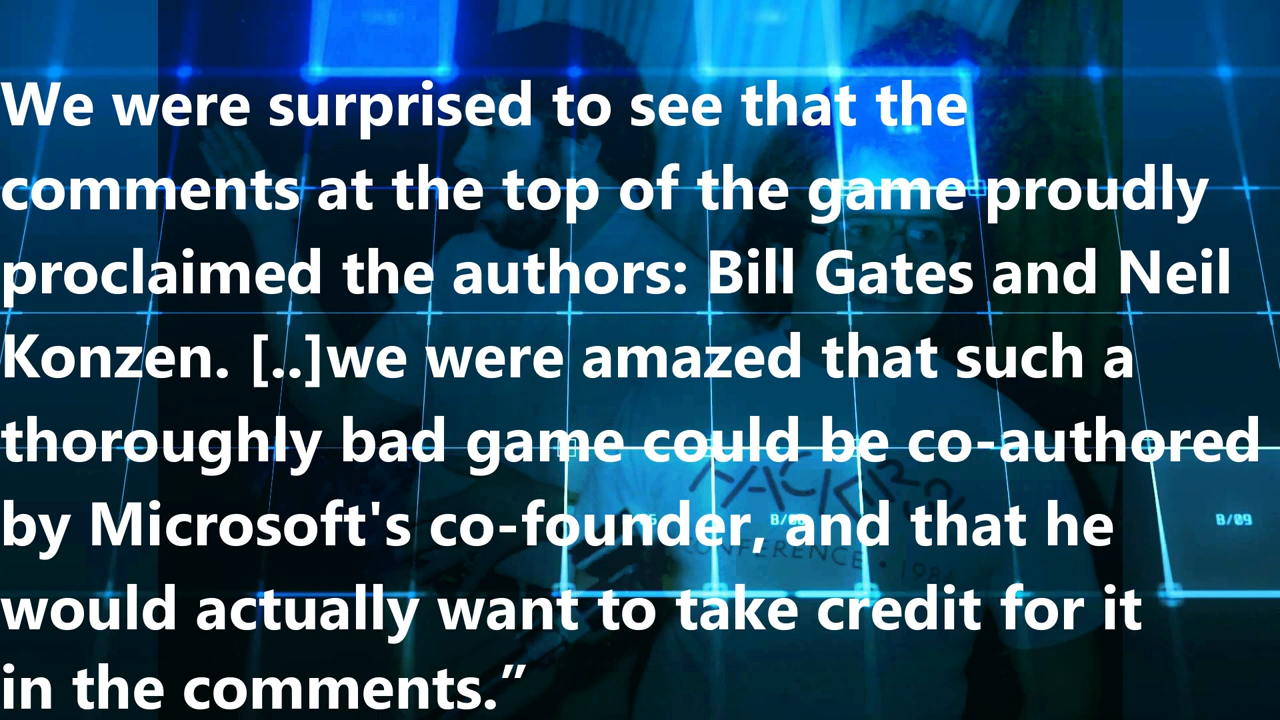 We were surprised to see that the
comments at the top of the game proudly
proclaimed the authors: Bill Gates and Neil
Konzen. [..]we were amazed that such a
thoroughly bad game could be co-authored
by Microsoft's co-founder, and that he
would actually want to take credit for it
in the comments.”
B/09
CONFERENCE